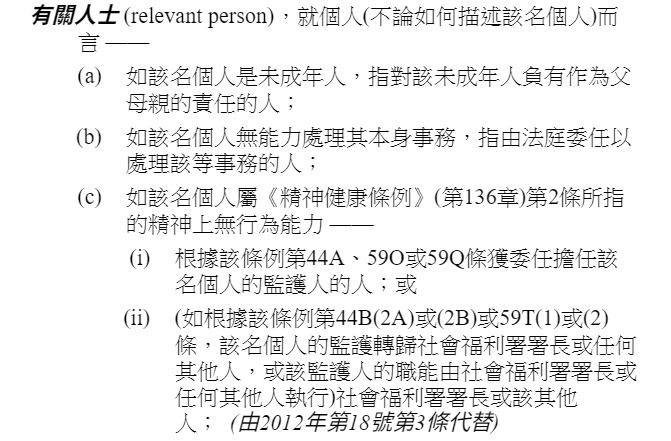 有關人士 (relevant person)，就個人(不論如何描述該名個人)而
言 ——
(a) 如該名個人是未成年人，指對該未成年人負有作為父
母親的責任的人；
(b) 如該名個人無能力處理其本身事務，指由法庭委任以
處理該等事務的人；
(c) 如該名個人屬《精神健康條例》(第136章)第2條所指
的精神上無行為能力 ——
(i) 根據該條例第44A、59O或59Q條獲委任擔任該
名個人的監護人的人；或
(ii) (如根據該條例第44B(2A)或(2B)或59T(1)或(2)
條，該名個人的監護轉歸社會福利署署長或任何
其他人，或該監護人的職能由社會福利署署長或
任何其他人執行)社會福利署署長或該其他
人； (由2012年第18號第3條代替)